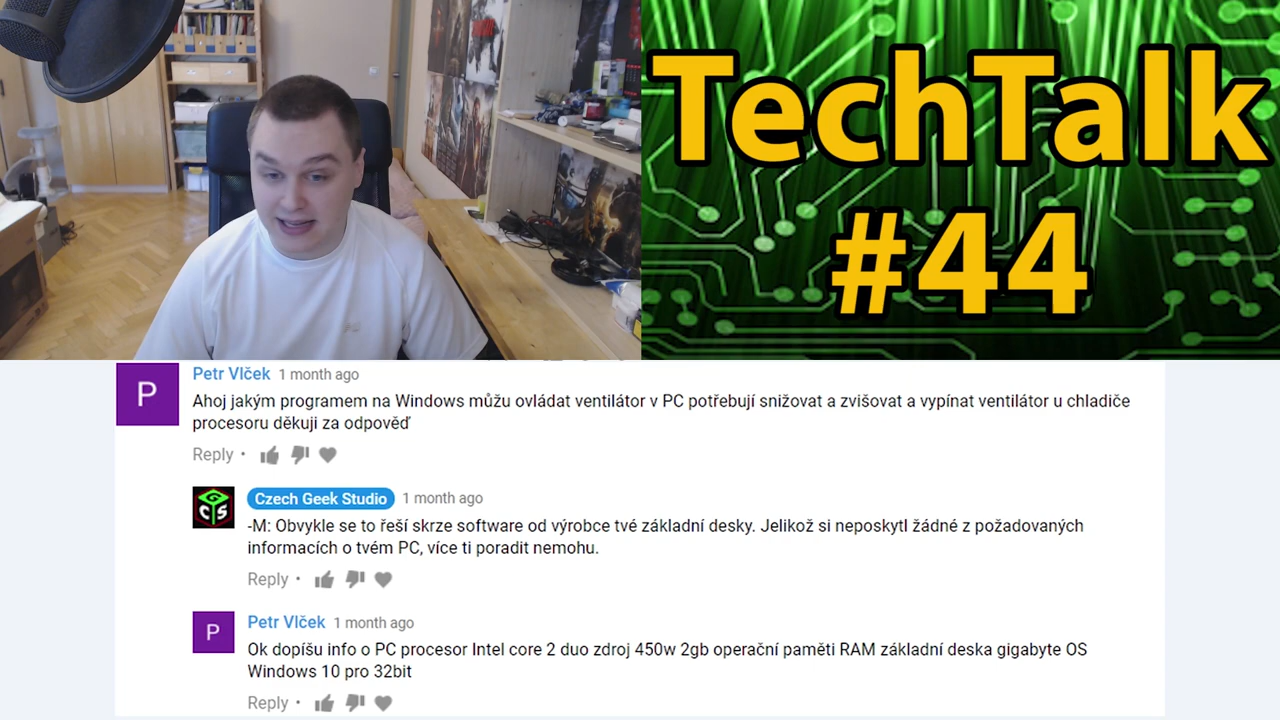 TechTalk
#44
Petr Vlček 1 month ago
Ahoj jakým programem na Windows můžu ovládat ventilátor v PC potřebují snižovat a zvišovat a vypínat ventilátor u chladiče
procesoru děkuji za odpověď
Reply •
Czech Geek Studio 1 month ago
-M: Obvykle se to řeší skrze software od výrobce tvé základní desky. Jelikož si neposkytl žádné z požadovaných
informacích o tvém PC, více ti poradit nemohu.
Reply •
Petr Vlček 1 month ago
Ok dopíšu info o PC procesor Intel core 2 duo zdroj 450w 2gb operační paměti RAM základní deska gigabyte OS
Windows 10 pro 32bit
Reply •